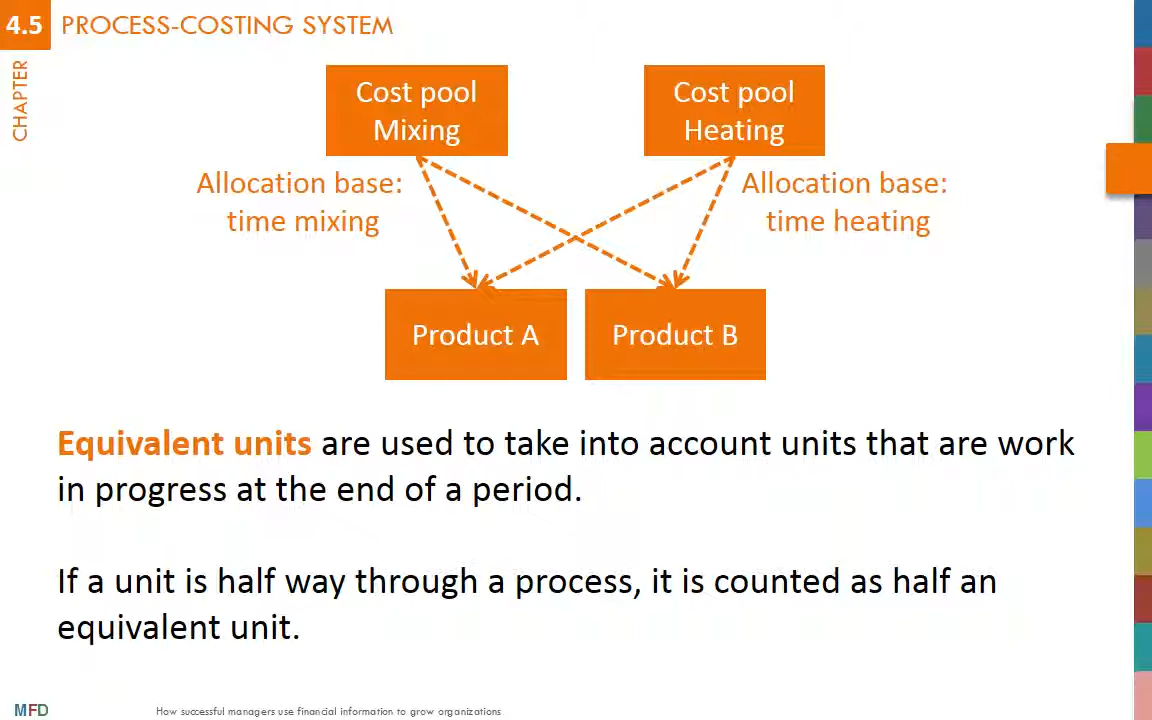 4.5 PROCESS-COSTING SYSTEM
CHAPTER
Cost pool
Mixing
Cost pool
Heating
Allocation base:
time mixing
Allocation base:
time heating
Product A
Product B
Equivalent units are used to take into account units that are work
in progress at the end of a period.
If a unit is half way through a process, it is counted as half an
equivalent unit.
MFD
How successful managers use financial information to grow organizations